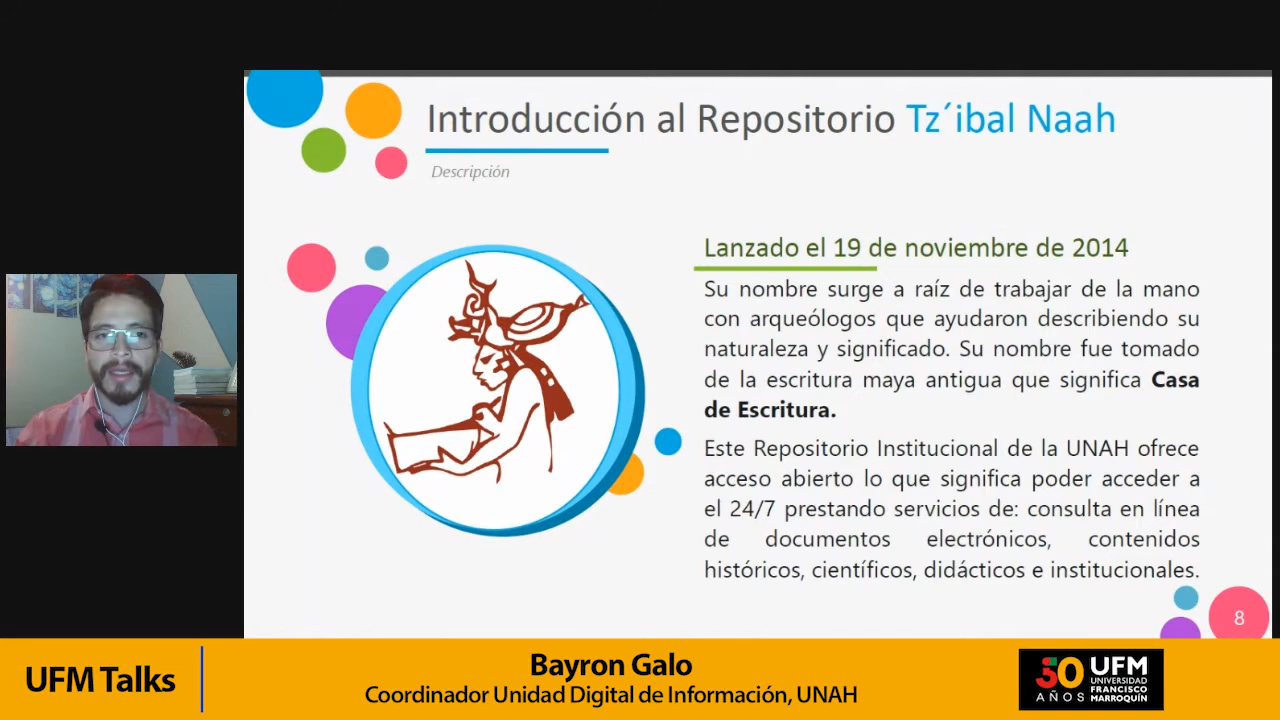 Introducción al Repositorio Tz´ibal Naah
Descripción
Lanzado el 19 de noviembre de 2014
Su nombre surge a raíz de trabajar de la mano
con arqueólogos que ayudaron describiendo su
naturaleza y significado. Su nombre fue tomado
de la escritura maya antigua que significa Casa
de Escritura.
Este Repositorio Institucional de la UNAH ofrece
acceso abierto lo que significa poder acceder a
el 24/7 prestando servicios de: consulta en línea
de documentos electrónicos, contenidos
históricos, científicos, didácticos e institucionales.
8
UFM Talks
Bayron Galo
Coordinador Unidad Digital de Información, UNAH
50
AÑOS
UFM
UNIVERSIDAD
FRANCISCO
MARROQUÍN